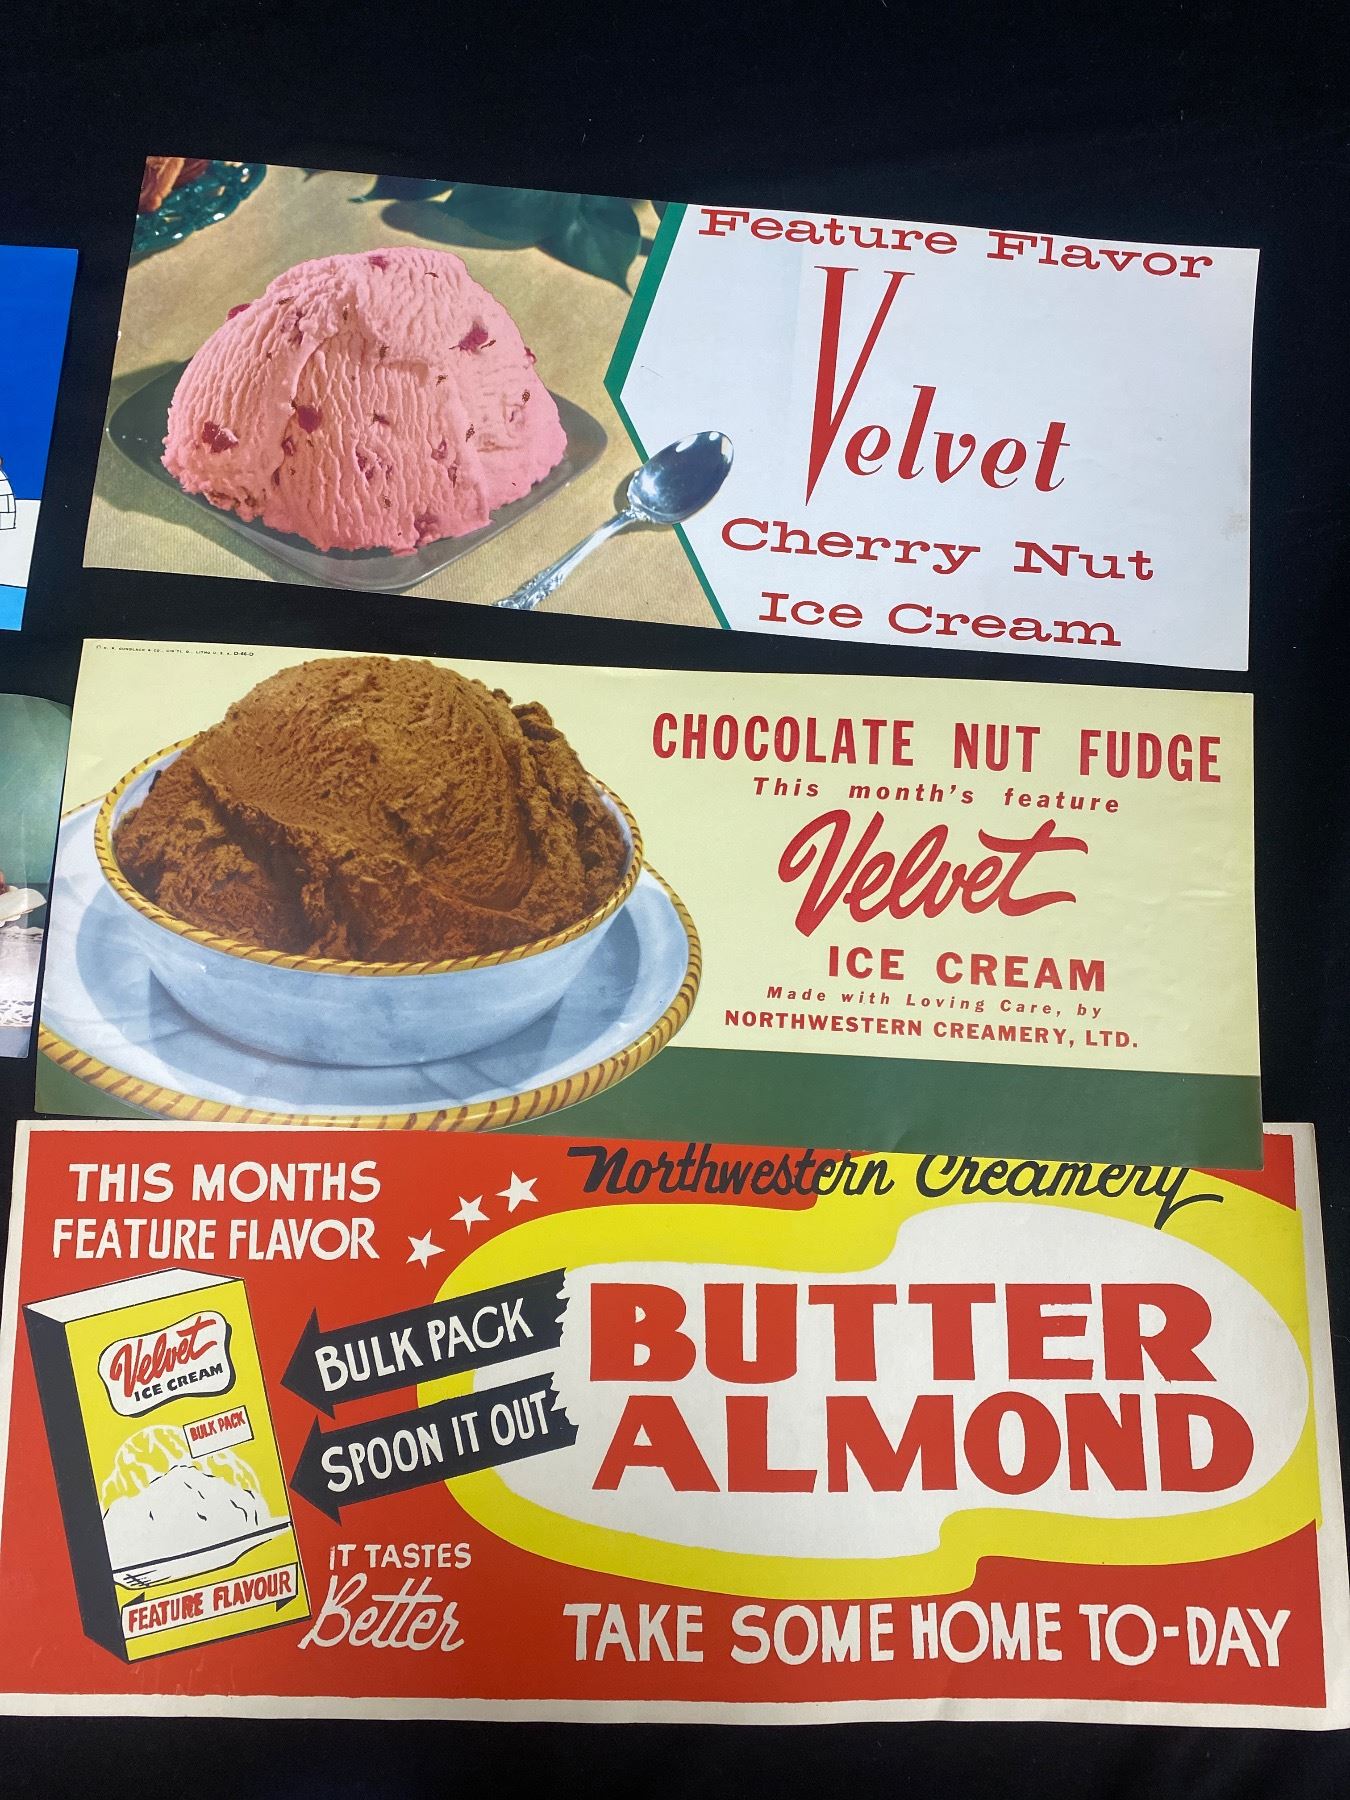 Feature Flavor
Velvet
Cherry Nut
Ice Cream
CHOCOLATE NUT FUDGE
This month's feature
Velvet
ICE CREAM
Made with Loving Care, by
NORTHWESTERN CREAMERY, LTD.
Northwestern Creamery
THIS MONTHS
FEATURE FLAVOR
BULK PACK
SPOON IT OUT
BUTTER
ALMOND
Velvet
ICE CREAM
BULK PACK
FEATURE FLAVOUR
IT TASTES
Better
TAKE SOME HOME TO-DAY